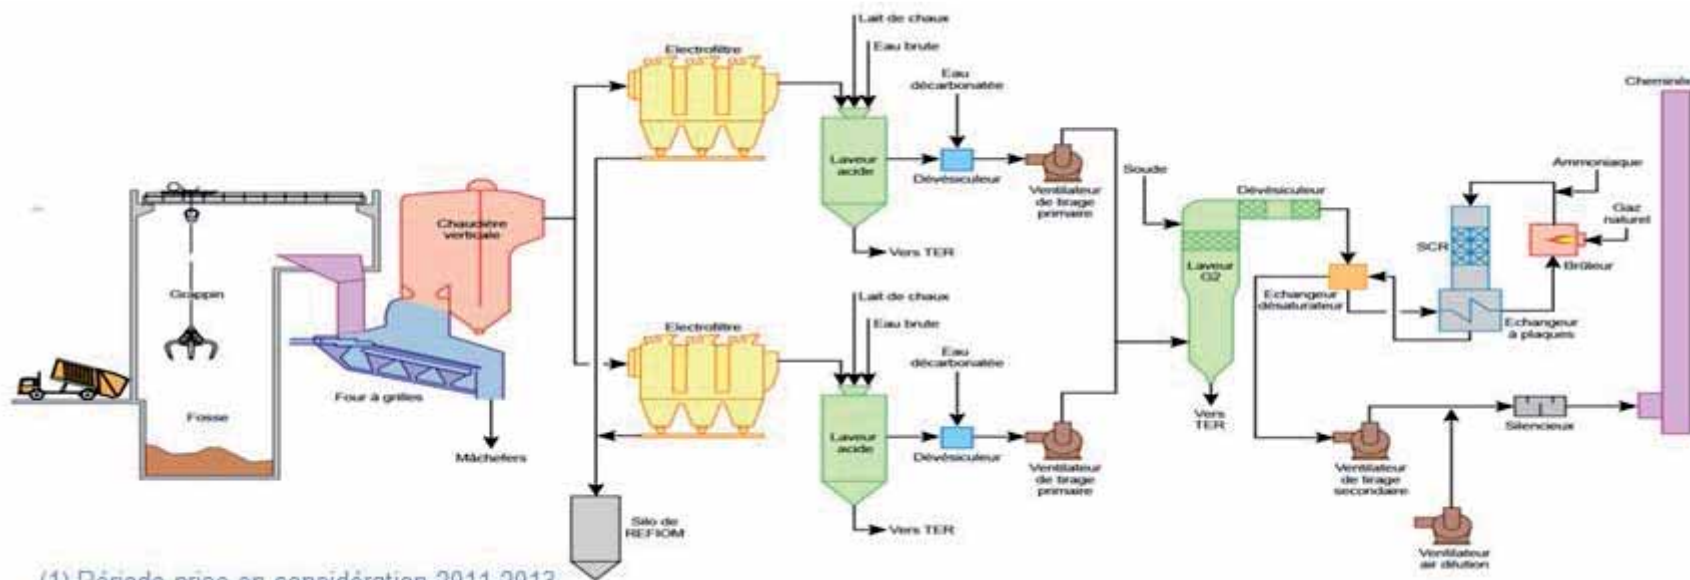 Lait de chaux
Eau brute
Electrofiltre
Eau
décarbonatée
Cheminée
Laveur
acide
Dévésiculeur
Ventilateur
de tirage
primaire
Soude
Dévésiculeur
Ammoniaque
Gaz
naturel
Chaudière
verticale
Vers TER
SCR
Brûleur
Laveur
G2
Grappin
Echangeur
désaturateur
Echangeur
à plaques
Lait de chaux
Eau brute
Electrofiltre
Eau
décarbonatée
Four à grilles
Fosse
Mâchefers
Laveur
acide
Dévésiculeur
Ventilateur
de tirage
primaire
Vers
TER
Silencieux
Ventilateur
de tirage
secondaire
Silo de
REFIOM
Vers TER
Ventilateur
air dilution
(1) Période prise en considération 2011 2013